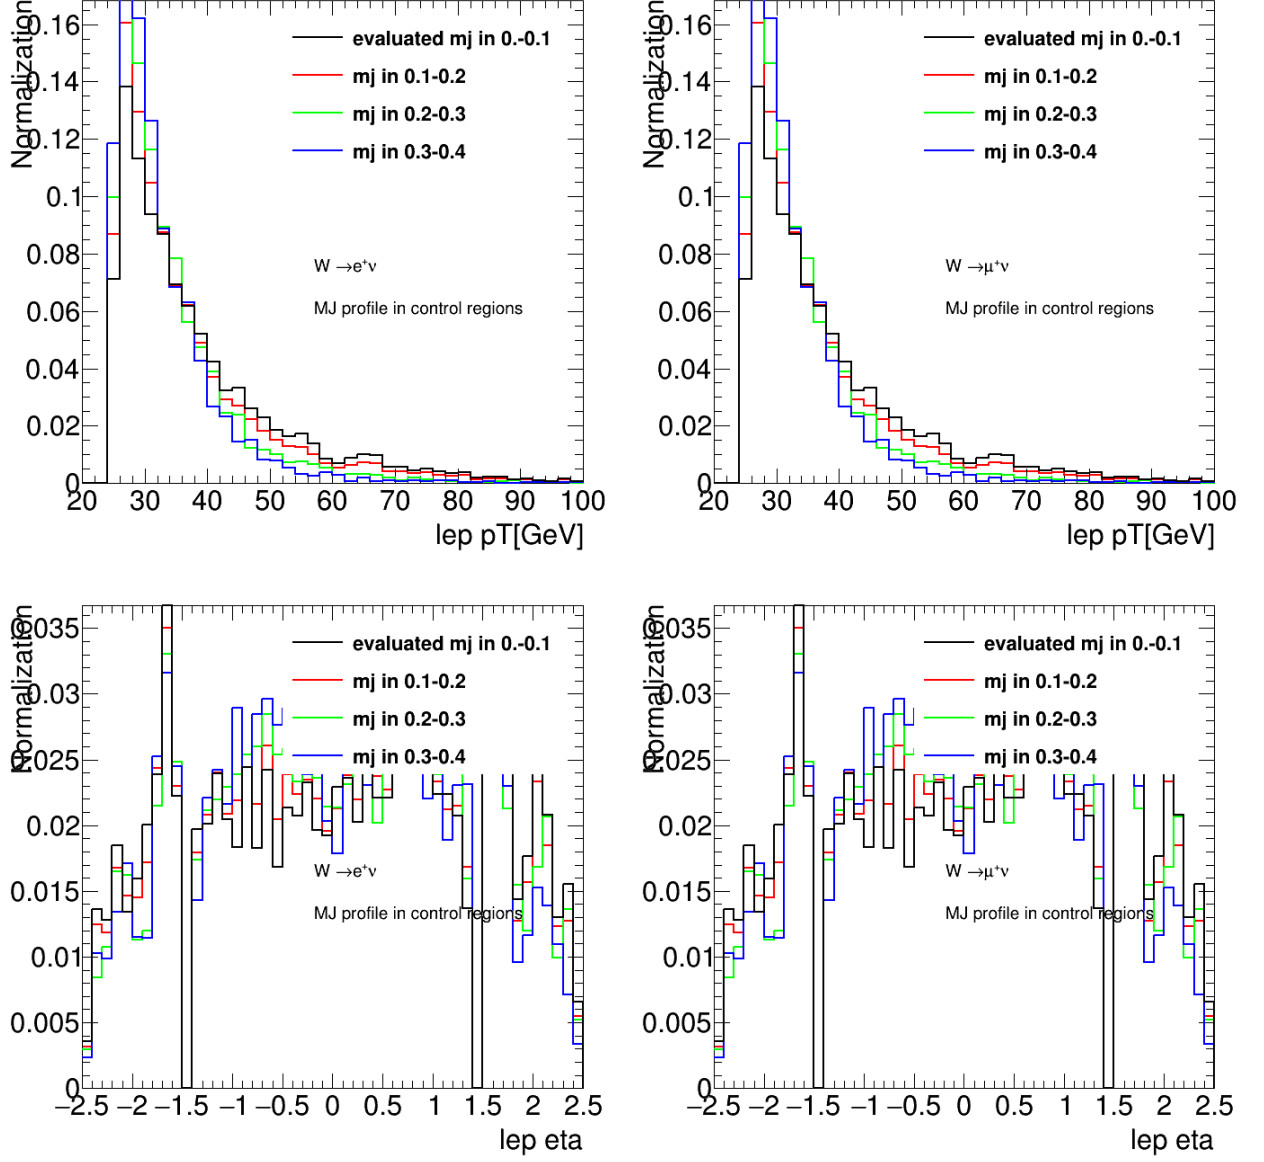 Normalization
0.16
0.14
0.12
0.1
0.08
0.06
0.04
0.02
0
evaluated mj in 0.-0.1
mj in 0.1-0.2
mj in 0.2-0.3
mj in 0.3-0.4
W →e⁺ν
MJ profile in control regions
20 30 40 50 60 70 80 90 100
lep pT[GeV]
Normalization
0.16
0.14
0.12
0.1
0.08
0.06
0.04
0.02
0
evaluated mj in 0.-0.1
mj in 0.1-0.2
mj in 0.2-0.3
mj in 0.3-0.4
W →μ⁺ν
MJ profile in control regions
20 30 40 50 60 70 80 90 100
lep pT[GeV]
Normalization
0.035
0.03
0.025
0.02
0.015
0.01
0.005
0
evaluated mj in 0.-0.1
mj in 0.1-0.2
mj in 0.2-0.3
mj in 0.3-0.4
W →e⁺ν
MJ profile in control regions
−2.5 −2 −1.5 −1 −0.5 0 0.5 1 1.5 2 2.5
lep eta
Normalization
0.035
0.03
0.025
0.02
0.015
0.01
0.005
0
evaluated mj in 0.-0.1
mj in 0.1-0.2
mj in 0.2-0.3
mj in 0.3-0.4
W →μ⁺ν
MJ profile in control regions
−2.5 −2 −1.5 −1 −0.5 0 0.5 1 1.5 2 2.5
lep eta